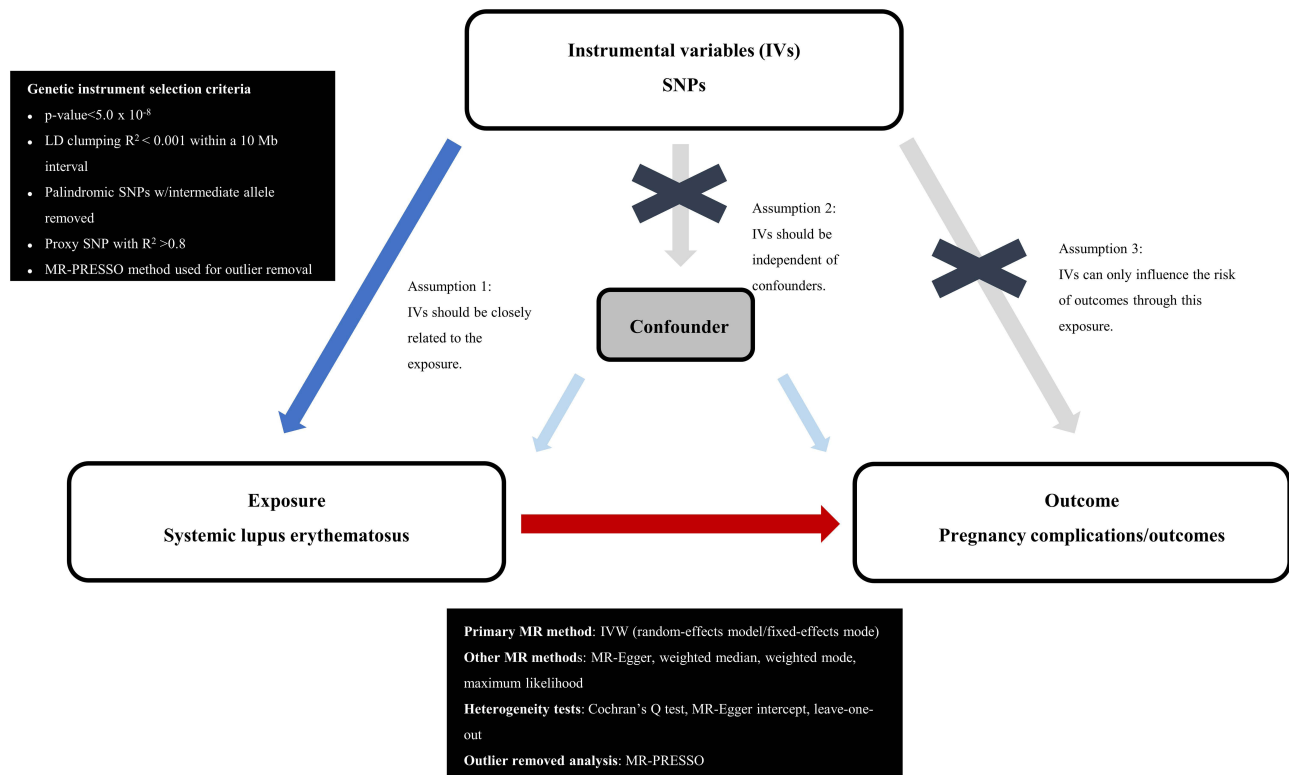 Instrumental variables (IVs)
SNPs
Genetic instrument selection criteria
• p-value<5.0 x 10⁻⁸
• LD clumping R² < 0.001 within a 10 Mb
interval
• Palindromic SNPs w/intermediate allele
removed
• Proxy SNP with R² >0.8
• MR-PRESSO method used for outlier removal
Assumption 1:
IVs should be closely
related to the
exposure.
Assumption 2:
IVs should be
independent of
confounders.
Assumption 3:
IVs can only influence the risk
of outcomes through this
exposure.
Confounder
Exposure
Systemic lupus erythematosus
Outcome
Pregnancy complications/outcomes
Primary MR method: IVW (random-effects model/fixed-effects mode)
Other MR methods: MR-Egger, weighted median, weighted mode,
maximum likelihood
Heterogeneity tests: Cochran's Q test, MR-Egger intercept, leave-one-
out
Outlier removed analysis: MR-PRESSO